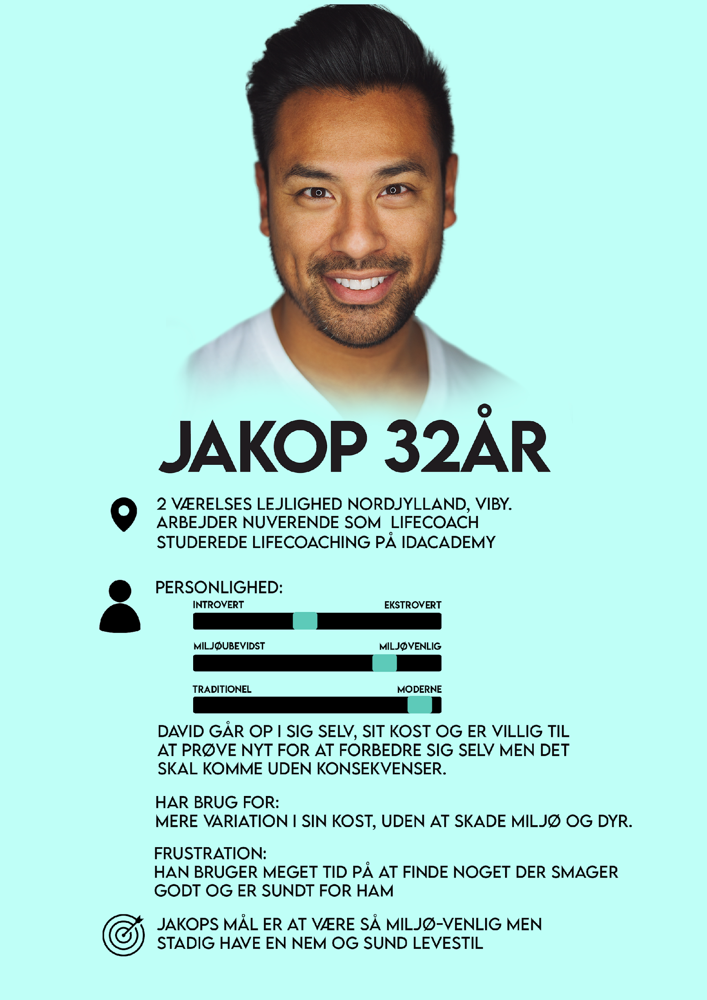 JAKOP 32ÅR
2 VÆRELSES LEJLIGHED NORDJYLLAND, VIBY.
ARBEJDER NUVERENDE SOM LIFECOACH
STUDEREDE LIFECOACHING PÅ IDACADEMY
PERSONLIGHED:
INTROVERT EKSTROVERT
MILJØUBEVIDST MILJØVENLIG
TRADITIONEL MODERNE
DAVID GÅR OP I SIG SELV, SIT KOST OG ER VILLIG TIL
AT PRØVE NYT FOR AT FORBEDRE SIG SELV MEN DET
SKAL KOMME UDEN KONSEKVENSER.
HAR BRUG FOR:
MERE VARIATION I SIN KOST, UDEN AT SKADE MILJØ OG DYR.
FRUSTRATION:
HAN BRUGER MEGET TID PÅ AT FINDE NOGET DER SMAGER
GODT OG ER SUNDT FOR HAM
JAKOPS MÅL ER AT VÆRE SÅ MILJØ-VENLIG MEN
STADIG HAVE EN NEM OG SUND LEVESTIL